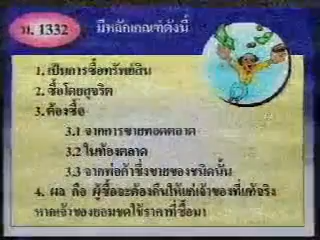 ม. 1332 มีหลักเกณฑ์ดังนี้
1. เป็นการซื้อทรัพย์สิน
2. ซื้อโดยสุจริต
3. ต้องซื้อ
3.1 จากการขายทอดตลาด
3.2 ในท้องตลาด
3.3 จากพ่อค้าซึ่งขายของชนิดนั้น
4. ผล คือ ผู้ซื้อจะต้องคืนให้แก่เจ้าของที่แท้จริง
หากเจ้าของยอมชดใช้ราคาที่ซื้อมา